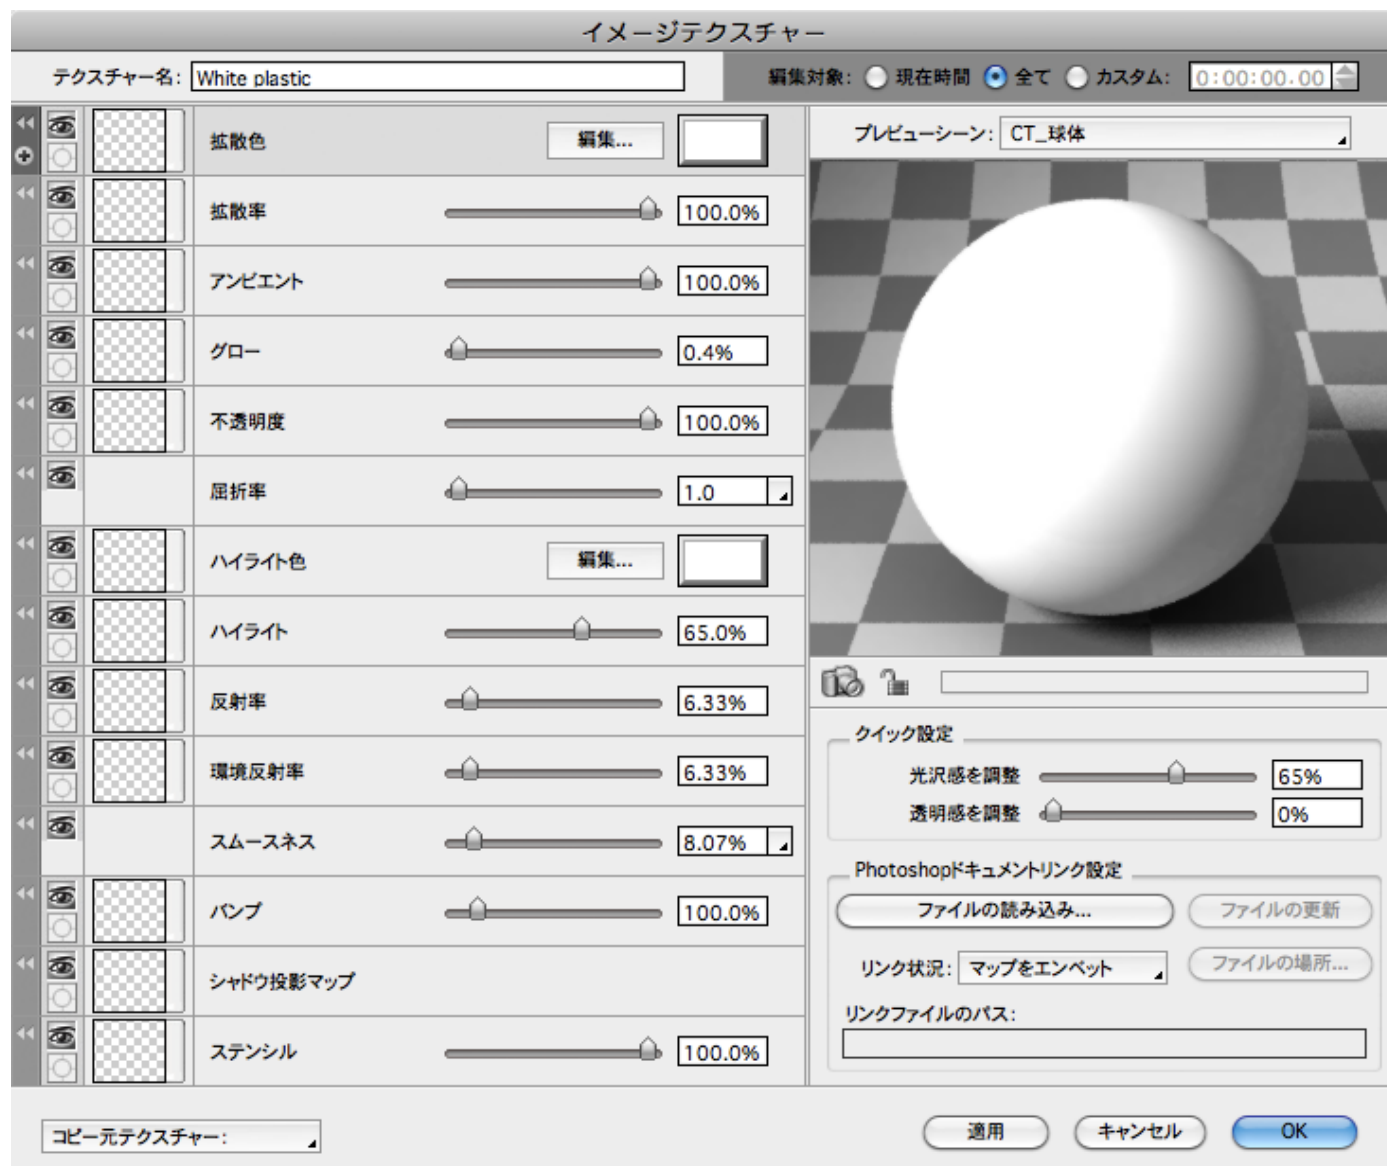 イメージテクスチャー
テクスチャー名: White plastic
編集対象: 現在時間 全て カスタム: 0:00:00.00
拡散色 編集...
拡散率 100.0%
アンビエント 100.0%
グロー 0.4%
不透明度 100.0%
屈折率 1.0
ハイライト色 編集...
ハイライト 65.0%
反射率 6.33%
環境反射率 6.33%
スムースネス 8.07%
バンプ 100.0%
シャドウ投影マップ
ステンシル 100.0%
コピー元テクスチャー:
プレビューシーン: CT_球体
クイック設定
光沢感を調整 65%
透明感を調整 0%
Photoshopドキュメントリンク設定
ファイルの読み込み... ファイルの更新
リンク状況: マップをエンベット ファイルの場所...
リンクファイルのパス:
適用 キャンセル OK